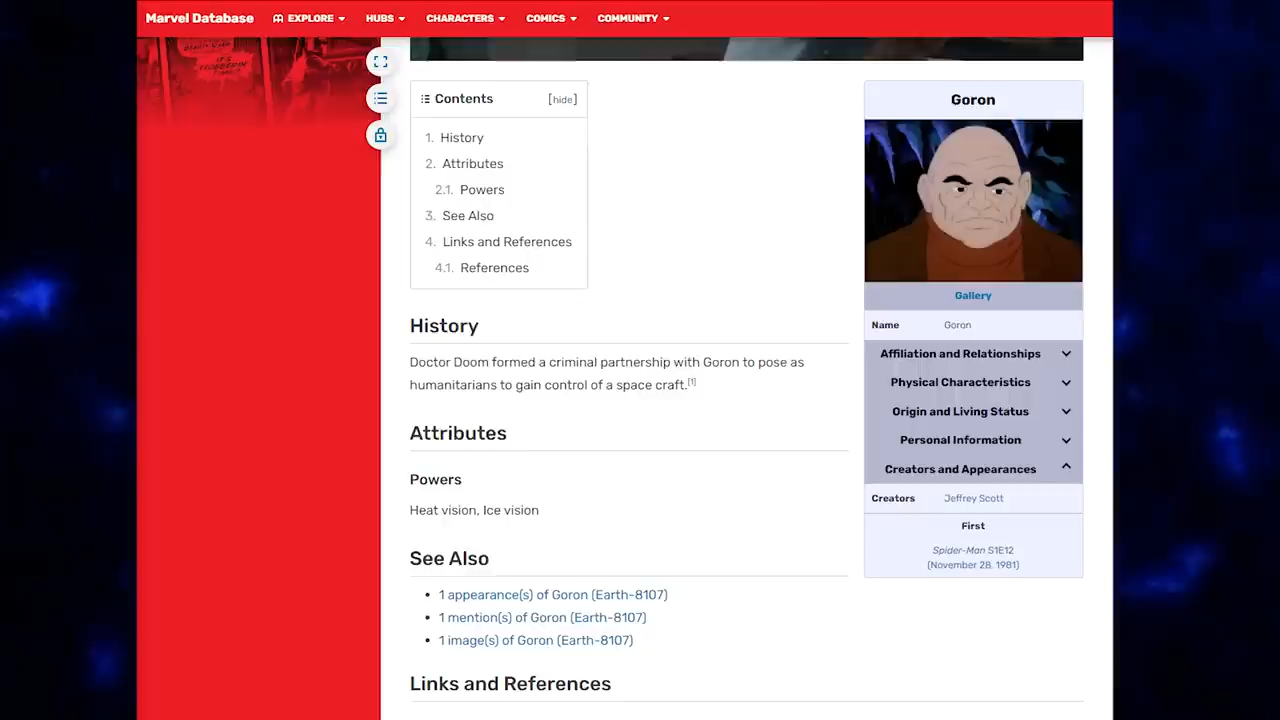 Marvel Database EXPLORE HUBS CHARACTERS COMICS COMMUNITY
Contents [hide]
1. History
2. Attributes
2.1. Powers
3. See Also
4. Links and References
4.1. References
History
Doctor Doom formed a criminal partnership with Goron to pose as
humanitarians to gain control of a space craft.[1]
Attributes
Powers
Heat vision, Ice vision
See Also
• 1 appearance(s) of Goron (Earth-8107)
• 1 mention(s) of Goron (Earth-8107)
• 1 image(s) of Goron (Earth-8107)
Links and References
Goron
Gallery
Name Goron
Affiliation and Relationships
Physical Characteristics
Origin and Living Status
Personal Information
Creators and Appearances
Creators Jeffrey Scott
First
Spider-Man S1E12
(November 28, 1981)